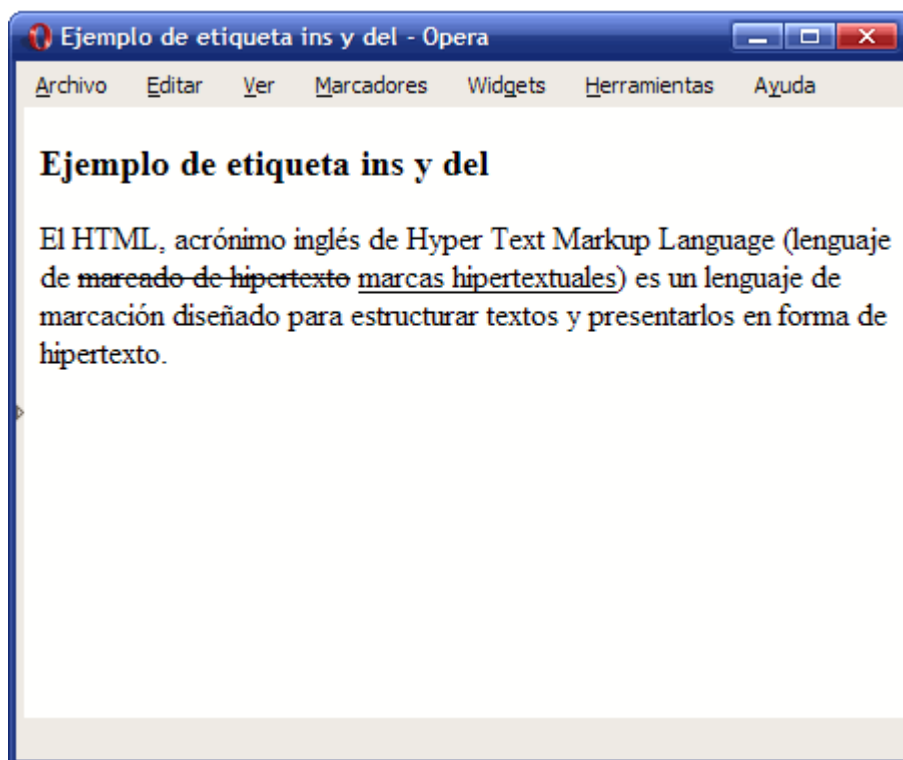 Ejemplo de etiqueta ins y del - Opera
Archivo Editar Ver Marcadores Widgets Herramientas Ayuda
Ejemplo de etiqueta ins y del
El HTML, acrónimo inglés de Hyper Text Markup Language (lenguaje
de marcado de hipertexto marcas hipertextuales) es un lenguaje de
marcación diseñado para estructurar textos y presentarlos en forma de
hipertexto.